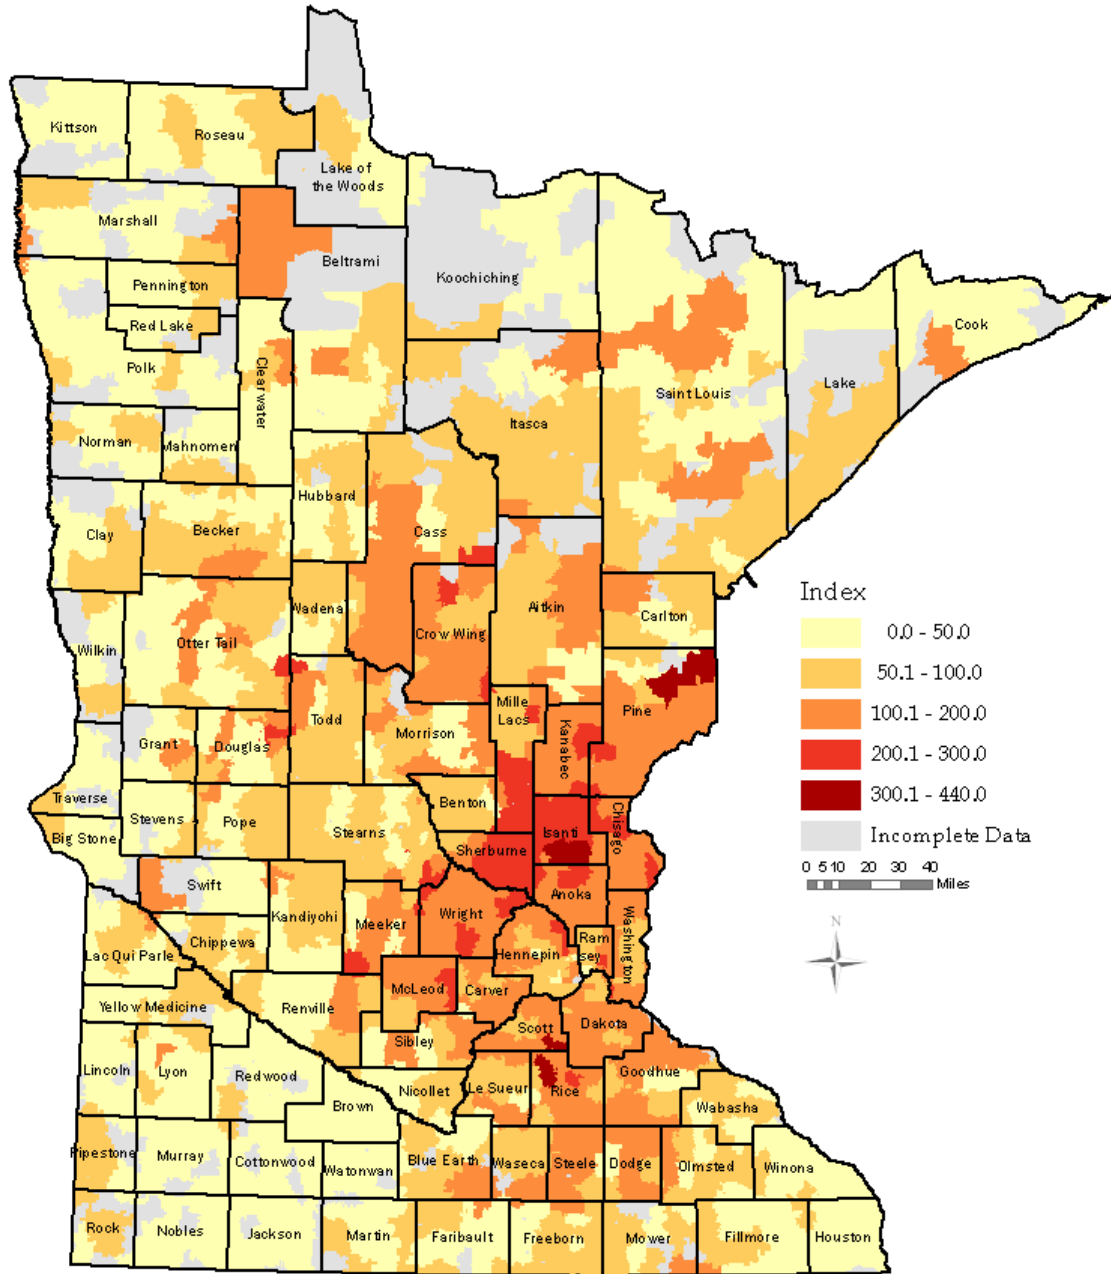 Kittson
Roseau
Lake of
the Woods
Marshall
Beltrami
Koochiching
Pennington
Red Lake
Cook
Polk
Clearwater
Lake
Saint Louis
Itasca
Norman
Mahnomen
Hubbard
Clay
Becker
Cass
Index
0.0 - 50.0
50.1 - 100.0
100.1 - 200.0
200.1 - 300.0
300.1 - 440.0
Incomplete Data
0 5 10 20 30 40
Miles
N
Wadena
Aitkin
Carlton
Crow Wing
Otter Tail
Wilkin
Mille
Lacs
Pine
Todd
Morrison
Kanabec
Grant
Douglas
Traverse
Benton
Stevens
Pope
Stearns
Isanti
Chisago
Big Stone
Sherburne
Swift
Anoka
Kandiyohi
Meeker
Wright
Washington
Ram
sey
Chippewa
Hennepin
Lac Qui Parle
McLeod
Carver
Yellow Medicine
Renville
Scott
Dakota
Sibley
Lincoln
Lyon
Redwood
Goodhue
Nicollet
Le Sueur
Rice
Brown
Wabasha
Pipestone
Murray
Cottonwood
Watonwan
Blue Earth
Waseca
Steele
Dodge
Olmsted
Winona
Rock
Nobles
Jackson
Martin
Faribault
Freeborn
Mower
Fillmore
Houston